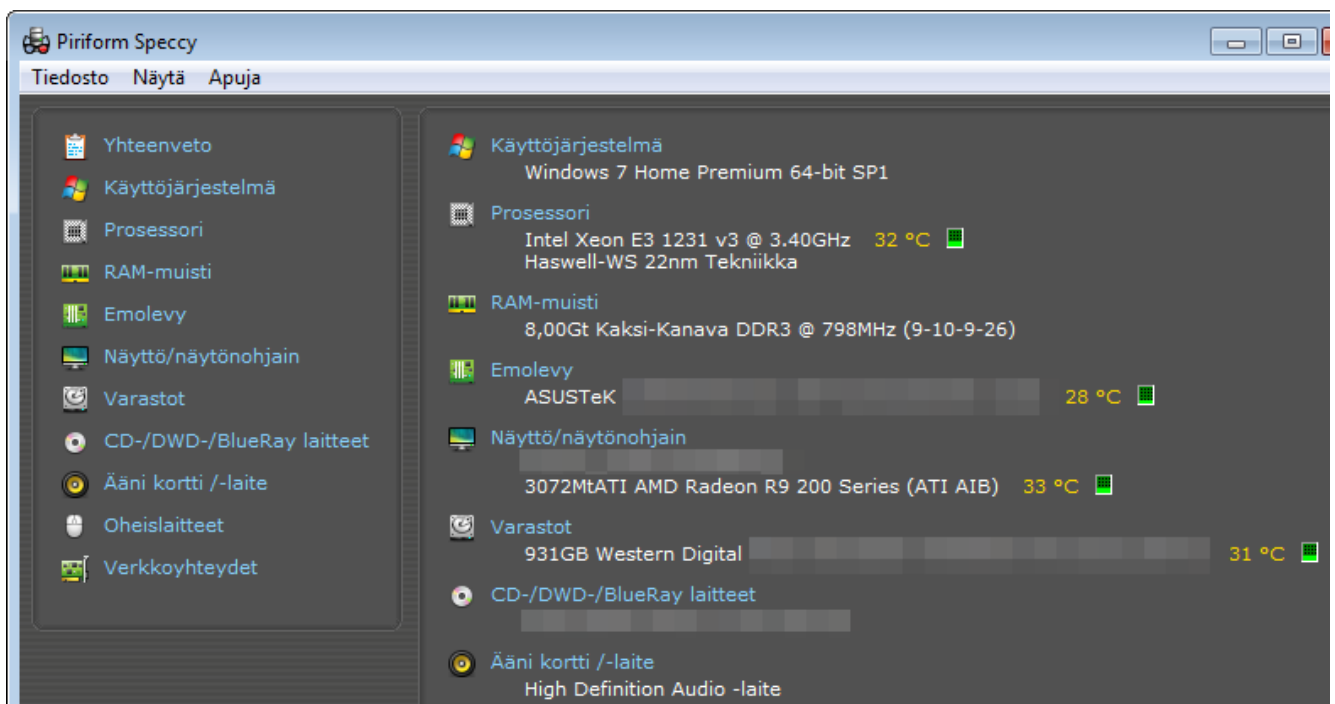 Piriform Speccy
Tiedosto Näytä Apuja
Yhteenveto
Käyttöjärjestelmä
Prosessori
RAM-muisti
Emolevy
Näyttö/näytönohjain
Varastot
CD-/DWD-/BlueRay laitteet
Ääni kortti /-laite
Oheislaitteet
Verkkoyhteydet
Käyttöjärjestelmä
Windows 7 Home Premium 64-bit SP1
Prosessori
Intel Xeon E3 1231 v3 @ 3.40GHz 32 °C
Haswell-WS 22nm Tekniikka
RAM-muisti
8,00Gt Kaksi-Kanava DDR3 @ 798MHz (9-10-9-26)
Emolevy
ASUSTeK 28 °C
Näyttö/näytönohjain
3072MtATI AMD Radeon R9 200 Series (ATI AIB) 33 °C
Varastot
931GB Western Digital 31 °C
CD-/DWD-/BlueRay laitteet
Ääni kortti /-laite
High Definition Audio -laite